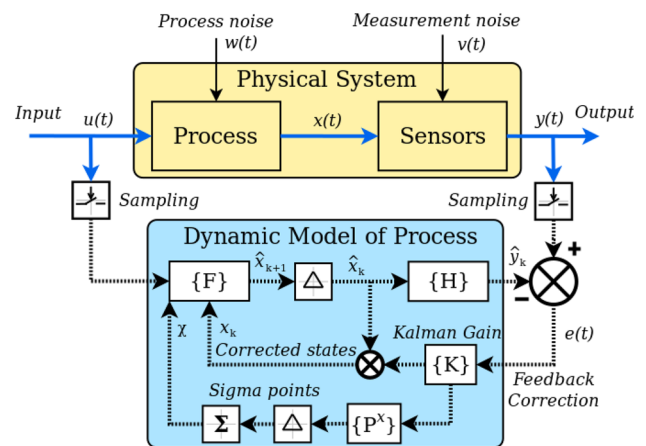 Process noise
Measurement noise
w(t)
v(t)
Physical System
Input
u(t)
Process
x(t)
Sensors
y(t)
Output
Sampling
Sampling
Dynamic Model of Process
{F}
x̂k+1
△
x̂k
{H}
ŷk
+
−
χ
xk
Kalman Gain
e(t)
Corrected states
{K}
Feedback
Correction
Sigma points
Σ
△
{Pˣ}